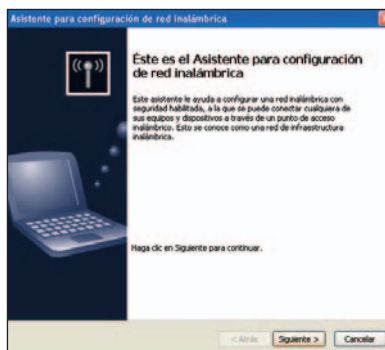 Asistente para configuración de red inalámbrica
Éste es el Asistente para configuración
de red inalámbrica
Este asistente le ayuda a configurar una red inalámbrica con
seguridad habilitada, a la que se puede conectar cualquiera de
sus equipos y dispositivos a través de un punto de acceso
inalámbrico. Esto se conoce como una red de infraestructura
inalámbrica.
Haga clic en Siguiente para continuar.
< Atrás
Siguiente >
Cancelar